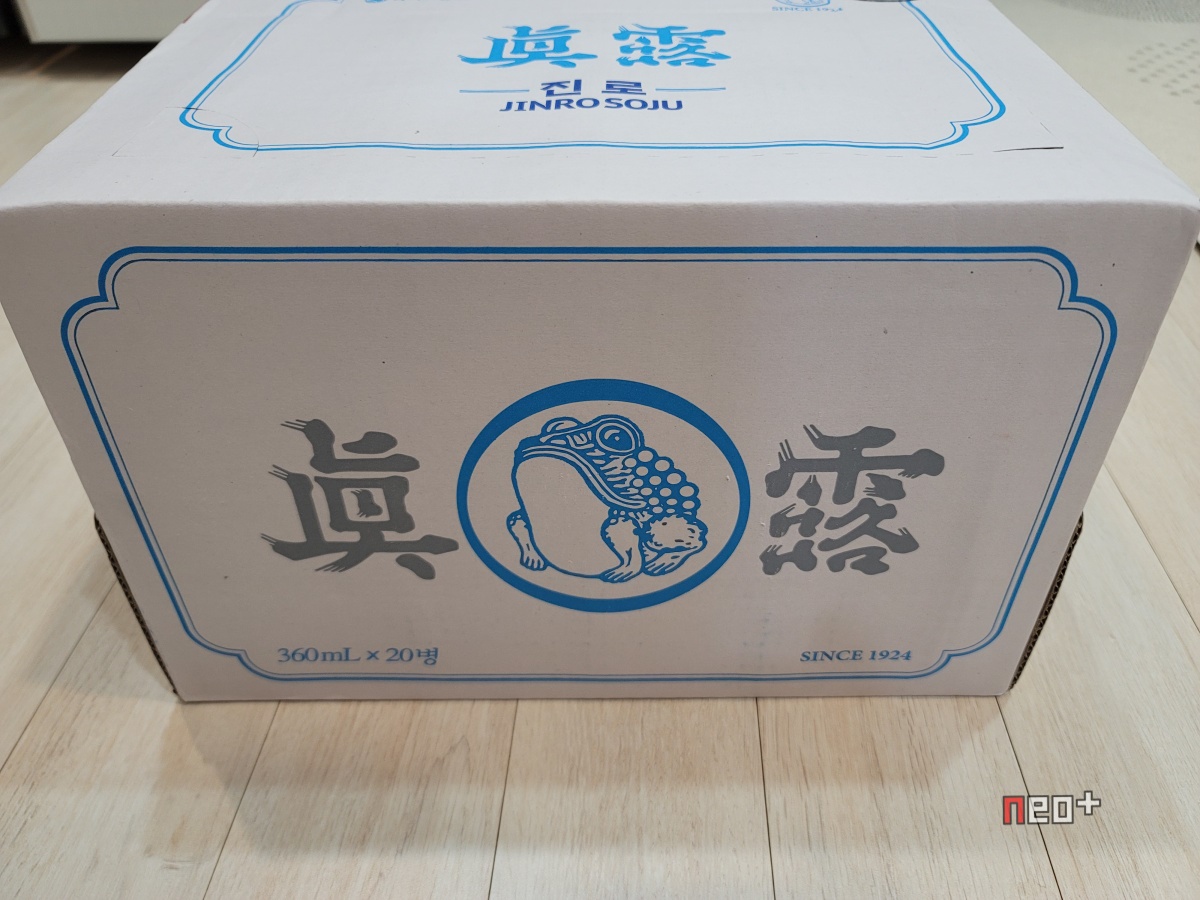 SINCE 1924
眞露
진로
JINRO SOJU
眞 露
360mL × 20병
SINCE 1924
neo+